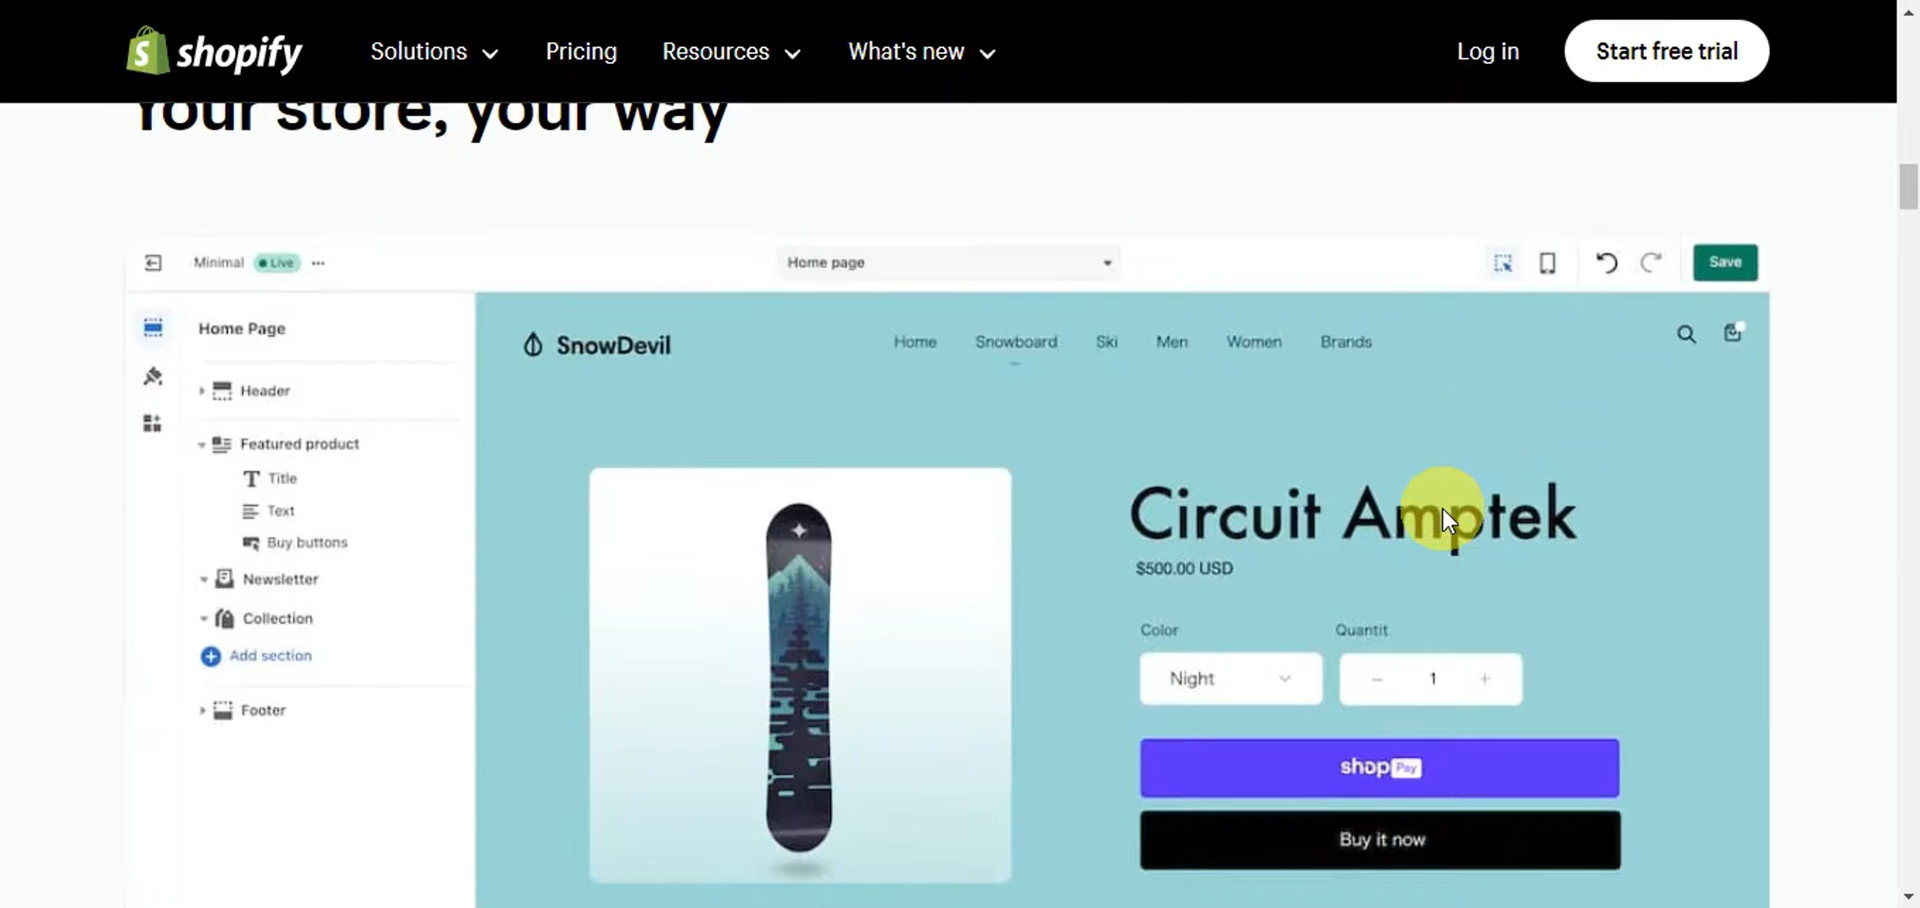 shopify Solutions Pricing Resources What's new Log in Start free trial
Your store, your way
Minimal Live Home page Save
Home Page
Header
Featured product
Title
Text
Buy buttons
Newsletter
Collection
Add section
Footer
SnowDevil Home Snowboard Ski Men Women Brands
Circuit Amptek
$500.00 USD
Color Quantit
Night 1
shop Pay
Buy it now